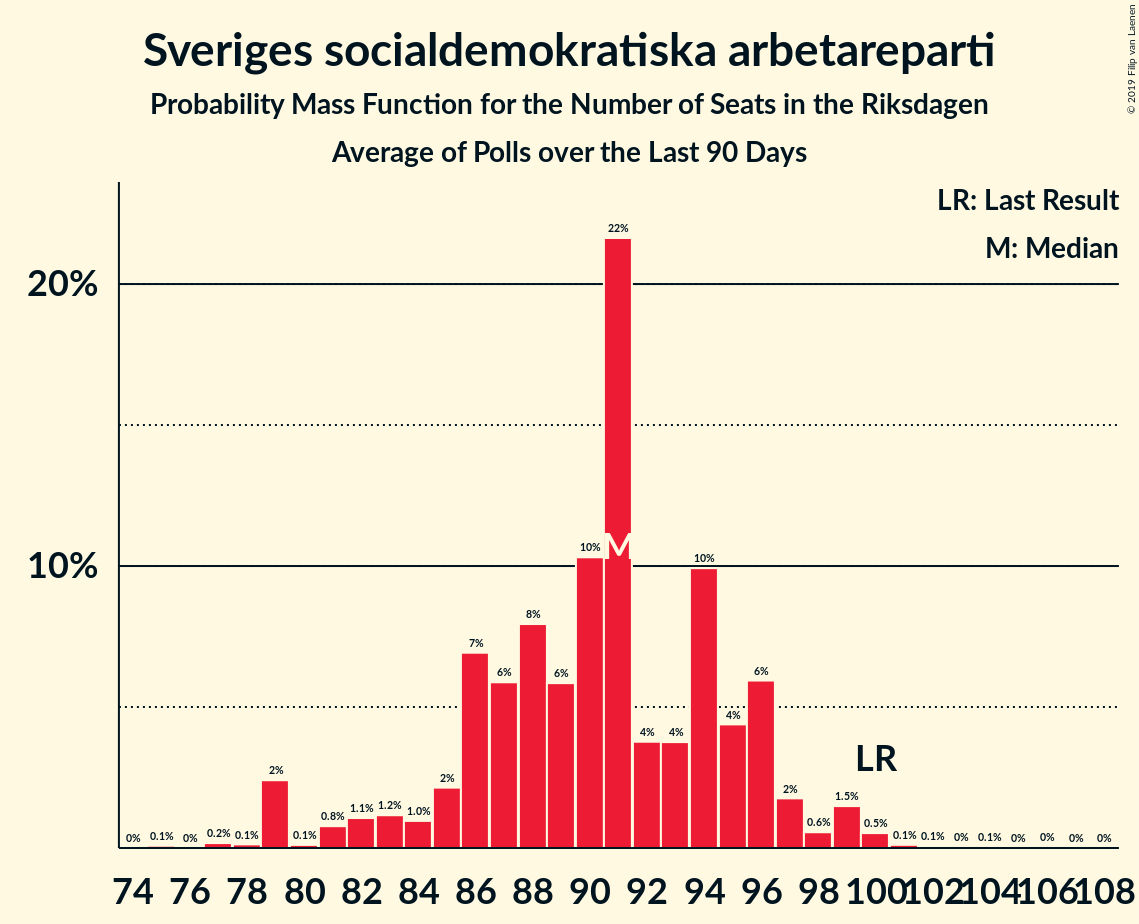 Sveriges socialdemokratiska arbetareparti
Probability Mass Function for the Number of Seats in the Riksdagen
Average of Polls over the Last 90 Days
© 2019 Filip van Laenen
LR: Last Result
M: Median
20%
10%
0% 0.1% 0% 0.2% 0.1% 2% 0.1% 0.8% 1.1% 1.2% 1.0% 2% 7% 6% 8% 6% 10% 22% 4% 4% 10% 4% 6% 2% 0.6% 1.5% 0.5% 0.1% 0.1% 0% 0.1% 0% 0% 0% 0%
M
LR
74 76 78 80 82 84 86 88 90 92 94 96 98 100 102 104 106 108